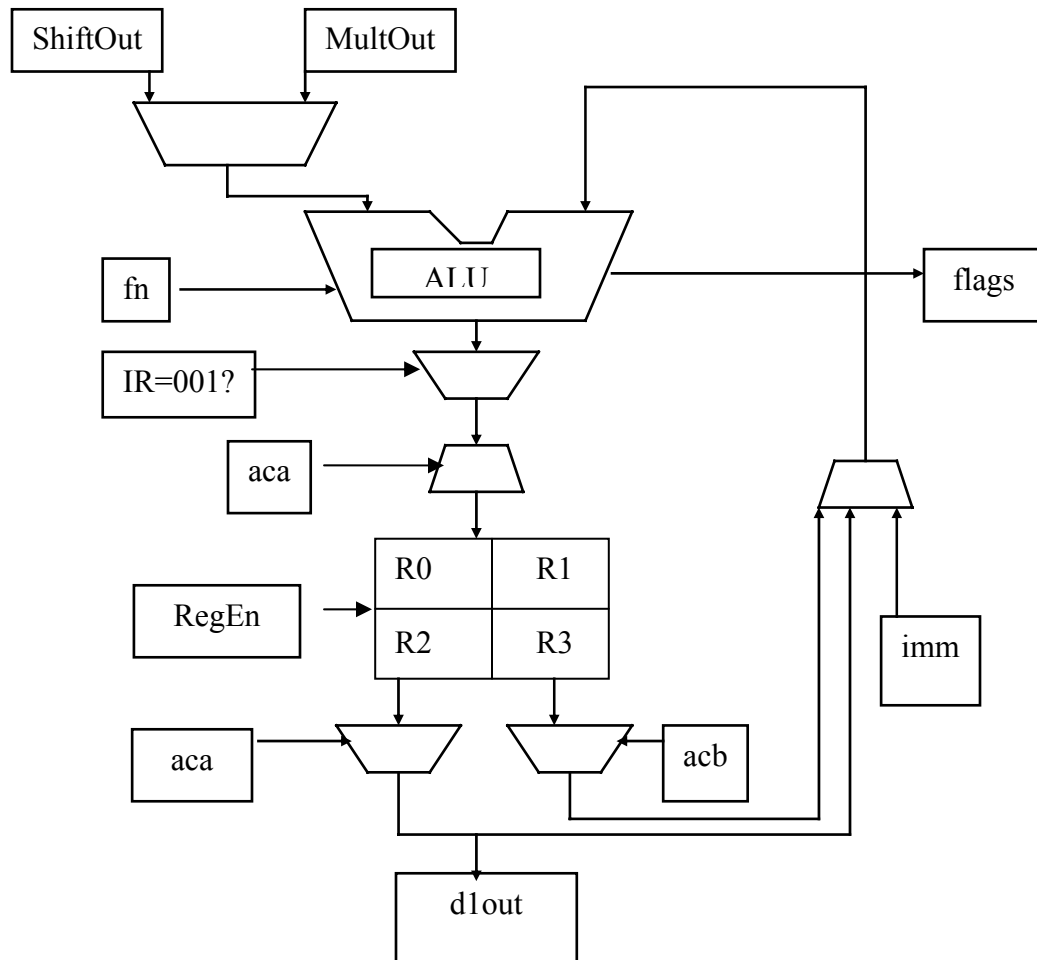 ShiftOut
MultOut
ALU
fn
flags
IR=001?
aca
R0
R1
RegEn
R2
R3
imm
aca
acb
d1out